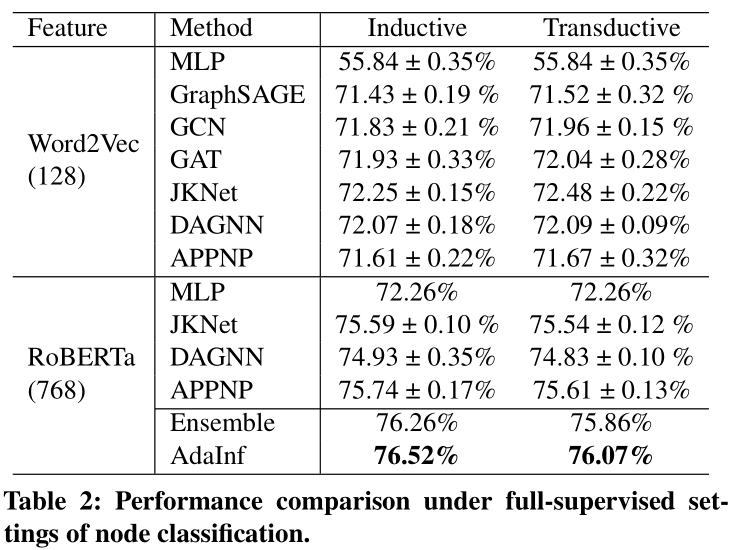 Feature Method Inductive Transductive
MLP 55.84 ± 0.35% 55.84 ± 0.35%
GraphSAGE 71.43 ± 0.19 % 71.52 ± 0.32 %
GCN 71.83 ± 0.21 % 71.96 ± 0.15 %
Word2Vec
(128)
GAT 71.93 ± 0.33% 72.04 ± 0.28%
JKNet 72.25 ± 0.15% 72.48 ± 0.22%
DAGNN 72.07 ± 0.18% 72.09 ± 0.09%
APPNP 71.61 ± 0.22% 71.67 ± 0.32%
MLP 72.26% 72.26%
JKNet 75.59 ± 0.10 % 75.54 ± 0.12 %
RoBERTa
(768)
DAGNN 74.93 ± 0.35% 74.83 ± 0.10 %
APPNP 75.74 ± 0.17% 75.61 ± 0.13%
Ensemble 76.26% 75.86%
AdaInf 76.52% 76.07%
Table 2: Performance comparison under full-supervised set-
tings of node classification.